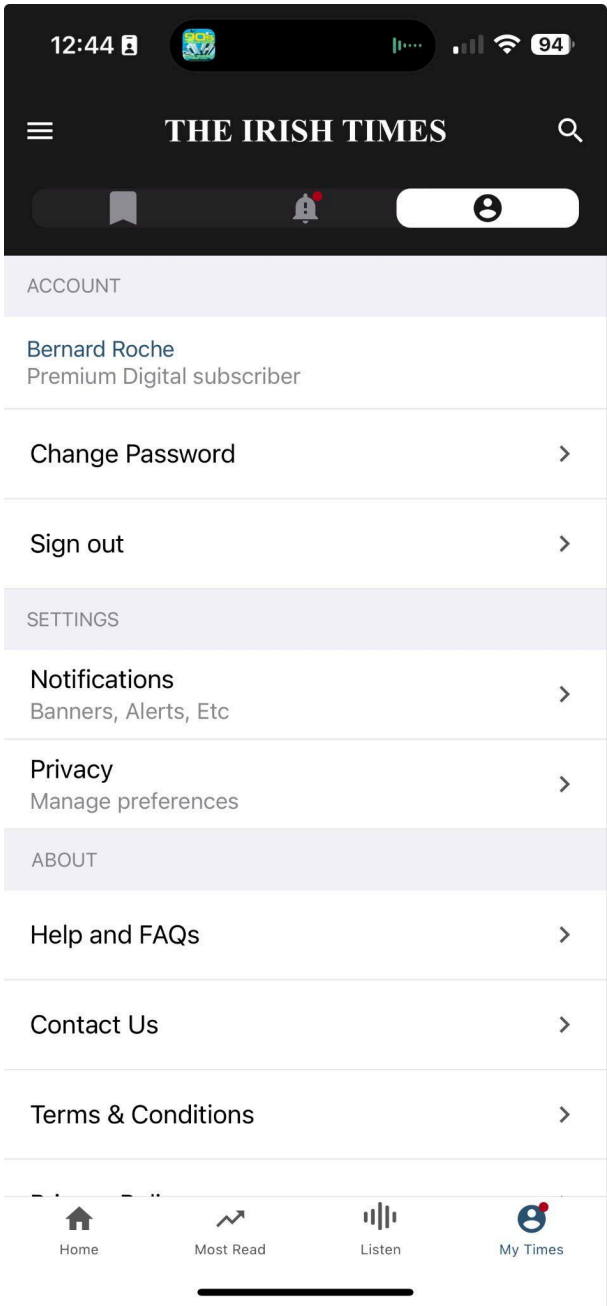 12:44
90s
94
THE IRISH TIMES
ACCOUNT
Bernard Roche
Premium Digital subscriber
Change Password
Sign out
SETTINGS
Notifications
Banners, Alerts, Etc
Privacy
Manage preferences
ABOUT
Help and FAQs
Contact Us
Terms & Conditions
Home
Most Read
Listen
My Times